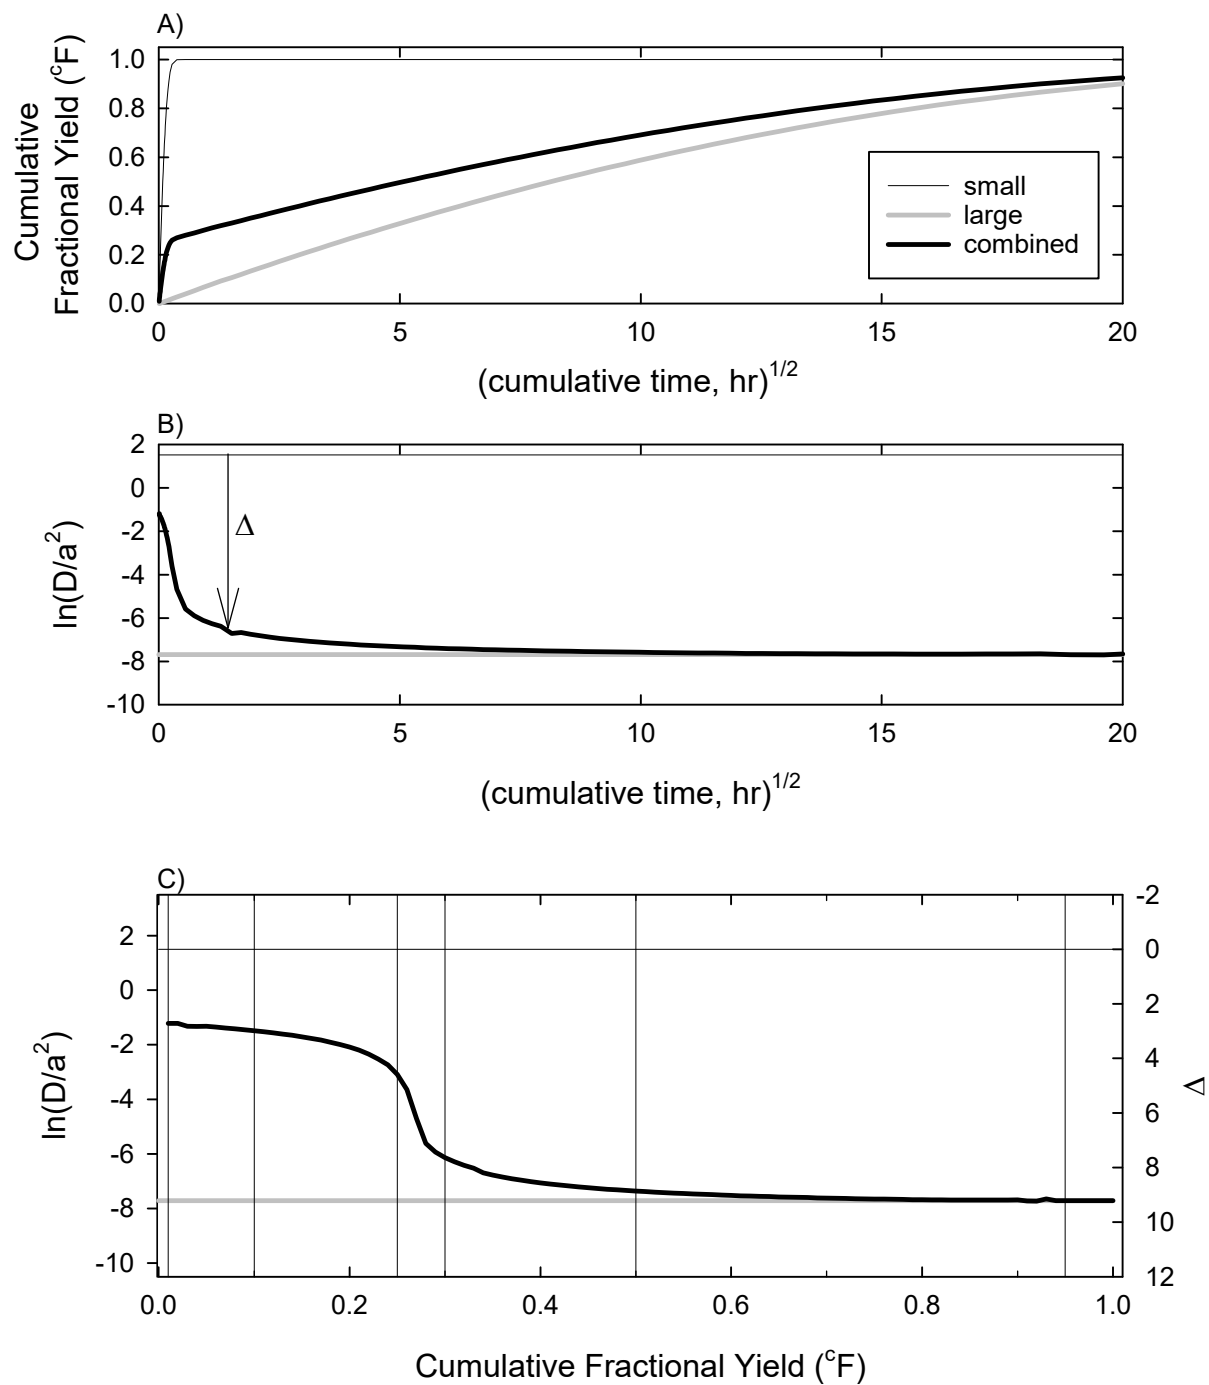 A)
Cumulative
Fractional Yield (ᶜF)
1.0
0.8
0.6
0.4
0.2
0.0
small
large
combined
0 5 10 15 20
(cumulative time, hr)^1/2
B)
ln(D/a²)
2
0
-2
-4
-6
-8
-10
Δ
0 5 10 15 20
(cumulative time, hr)^1/2
C)
ln(D/a²)
2
0
-2
-4
-6
-8
-10
-2
0
2
4
6
8
10
12
Δ
0.0 0.2 0.4 0.6 0.8 1.0
Cumulative Fractional Yield (ᶜF)